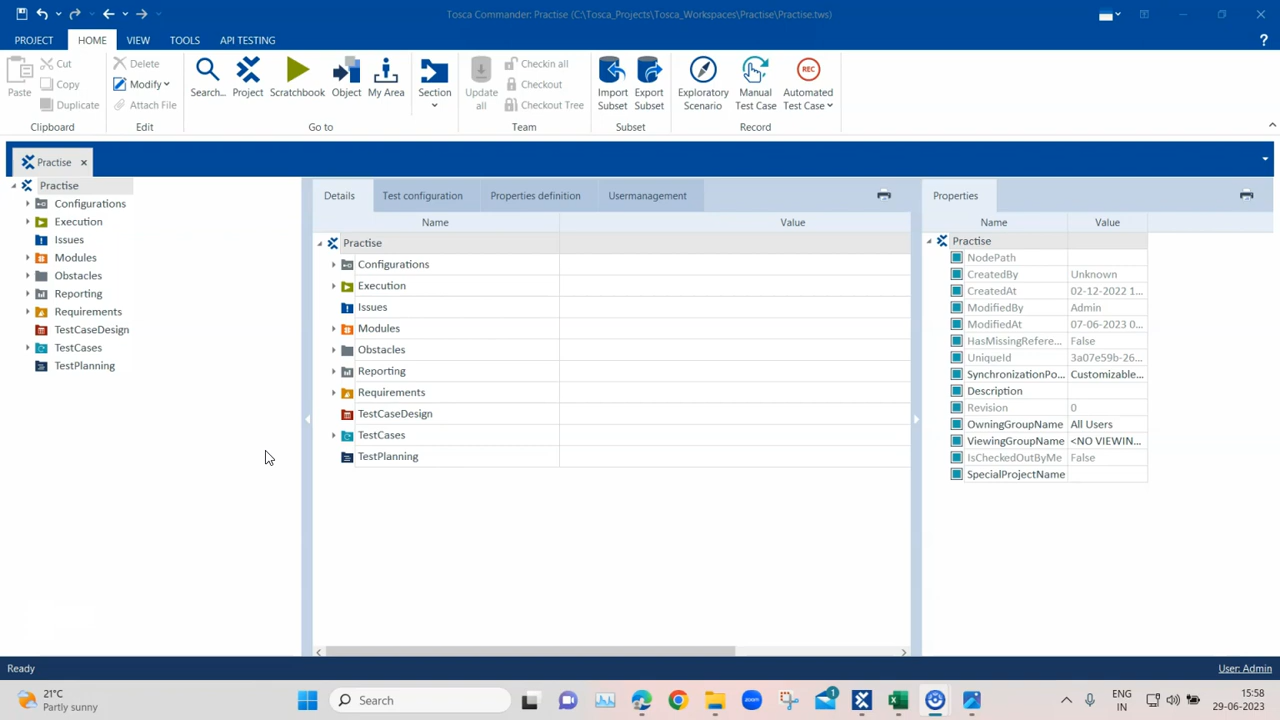 Tosca Commander: Practise (C:\Tosca_Projects\Tosca_Workspaces\Practise\Practise.tws)
PROJECT HOME VIEW TOOLS API TESTING
?
Paste
Cut
Copy
Duplicate
Clipboard
Delete
Modify
Attach File
Edit
Search... Project Scratchbook Object My Area Section
Go to
Update all
Checkin all
Checkout
Checkout Tree
Team
Import Subset
Export Subset
Subset
Exploratory Scenario
Manual Test Case
REC
Automated Test Case
Record
Practise
Practise
Configurations
Execution
Issues
Modules
Obstacles
Reporting
Requirements
TestCaseDesign
TestCases
TestPlanning
Details Test configuration Properties definition Usermanagement
Name Value
Practise
Configurations
Execution
Issues
Modules
Obstacles
Reporting
Requirements
TestCaseDesign
TestCases
TestPlanning
Properties
Name Value
Practise
NodePath
CreatedBy Unknown
CreatedAt 02-12-2022 1...
ModifiedBy Admin
ModifiedAt 07-06-2023 0...
HasMissingRefere... False
UniqueId 3a07e59b-26...
SynchronizationPo... Customizable...
Description
Revision 0
OwningGroupName All Users
ViewingGroupName <NO VIEWIN...
IsCheckedOutByMe False
SpecialProjectName
Ready
User: Admin
21°C
Partly sunny
Search
zoom
1
ENG
IN
15:58
29-06-2023